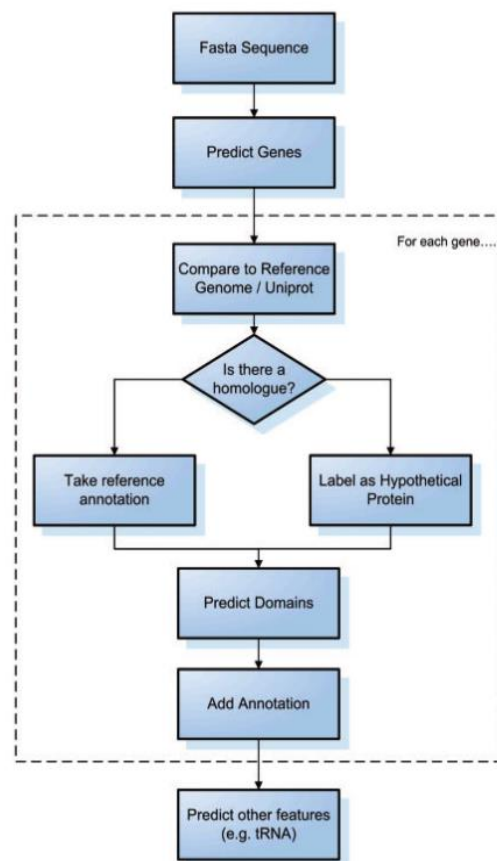 Fasta Sequence
Predict Genes
For each gene....
Compare to Reference
Genome / Uniprot
Is there a
homologue?
Take reference
annotation
Label as Hypothetical
Protein
Predict Domains
Add Annotation
Predict other features
(e.g. tRNA)